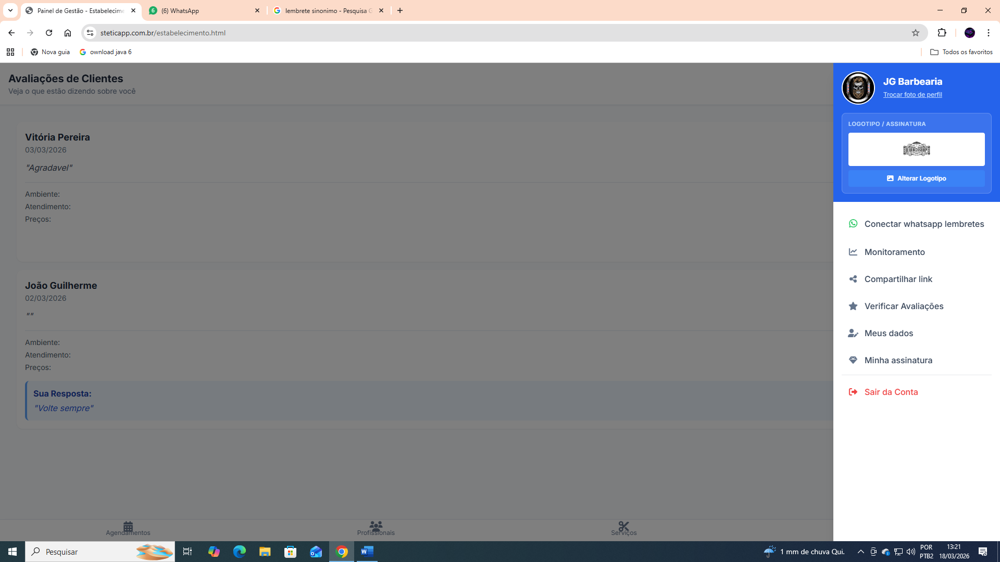 Painel de Gestão - Estabelecime
6
(6) WhatsApp
lembrete sinonimo - Pesquisa G
steticapp.com.br/estabelecimento.html
Nova guia
ownload java 6
Todos os favoritos
Avaliações de Clientes
Veja o que estão dizendo sobre você
Vitória Pereira
03/03/2026
"Agradavel"
Ambiente:
Atendimento:
Preços:
João Guilherme
02/03/2026
""
Ambiente:
Atendimento:
Preços:
Sua Resposta:
"Volte sempre"
Agendamentos
Profissionais
Serviços
JG Barbearia
Trocar foto de perfil
LOGOTIPO / ASSINATURA
BARBERSHOP
Alterar Logotipo
Conectar whatsapp lembretes
Monitoramento
Compartilhar link
Verificar Avaliações
Meus dados
Minha assinatura
Sair da Conta
Pesquisar
1 mm de chuva Qui.
POR
PTB2
13:21
18/03/2026